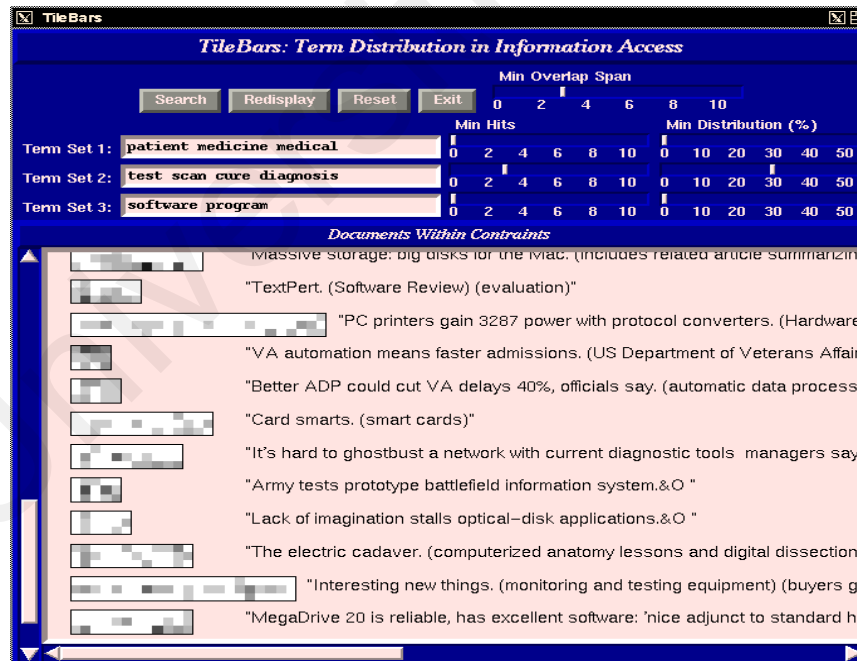 TileBars
TileBars: Term Distribution in Information Access
Min Overlap Span
Search Redisplay Reset Exit 0 2 4 6 8 10
Min Hits Min Distribution (%)
Term Set 1: patient medicine medical 0 2 4 6 8 10 0 10 20 30 40 50
Term Set 2: test scan cure diagnosis 0 2 4 6 8 10 0 10 20 30 40 50
Term Set 3: software program 0 2 4 6 8 10 0 10 20 30 40 50
Documents Within Contraints
"Massive storage: big disks for the Mac. (includes related article summarizin
"TextPert. (Software Review) (evaluation)"
"PC printers gain 3287 power with protocol converters. (Hardware
"VA automation means faster admissions. (US Department of Veterans Affai
"Better ADP could cut VA delays 40%, officials say. (automatic data process
"Card smarts. (smart cards)"
"It's hard to ghostbust a network with current diagnostic tools managers say
"Army tests prototype battlefield information system.&O "
"Lack of imagination stalls optical-disk applications.&O "
"The electric cadaver. (computerized anatomy lessons and digital dissection
"Interesting new things. (monitoring and testing equipment) (buyers g
"MegaDrive 20 is reliable, has excellent software: 'nice adjunct to standard h